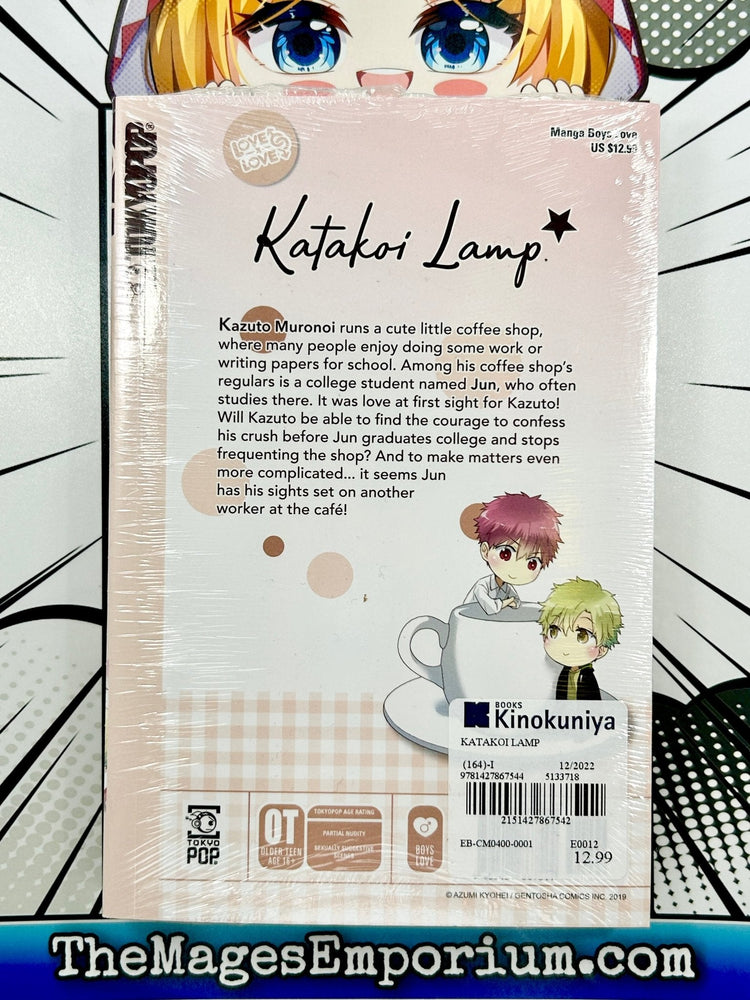 TOKYOPOP®
LOVE
LOVE
Manga Boys Love
US $12.99
Katakoi Lamp
Kazuto Muronoi runs a cute little coffee shop,
where many people enjoy doing some work or
writing papers for school. Among his coffee shop's
regulars is a college student named Jun, who often
studies there. It was love at first sight for Kazuto!
Will Kazuto be able to find the courage to confess
his crush before Jun graduates college and stops
frequenting the shop? And to make matters even
more complicated... it seems Jun
has his sights set on another
worker at the café!
BOOKS
Kinokuniya
KATAKOI LAMP
(164)-I 12/2022
9781427867544 5133718
2151427867542
EB-CM0400-0001 E0012
12.99
TOKYO
POP®
OT
OLDER TEEN
AGE 16+
TOKYOPOP AGE RATING
PARTIAL NUDITY
SEXUALLY SUGGESTIVE
SCENES
BOYS
LOVE
© AZUMI KYOHEI / GENTOSHA COMICS INC. 2019
TheMagesEmporium.com